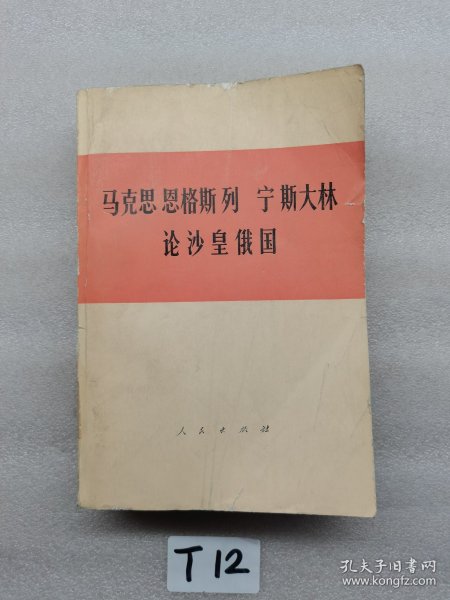 马克思 恩格斯 列 宁 斯大林
论沙皇俄国
人民出版社
T 12
孔夫子旧书网
www.kongfz.com